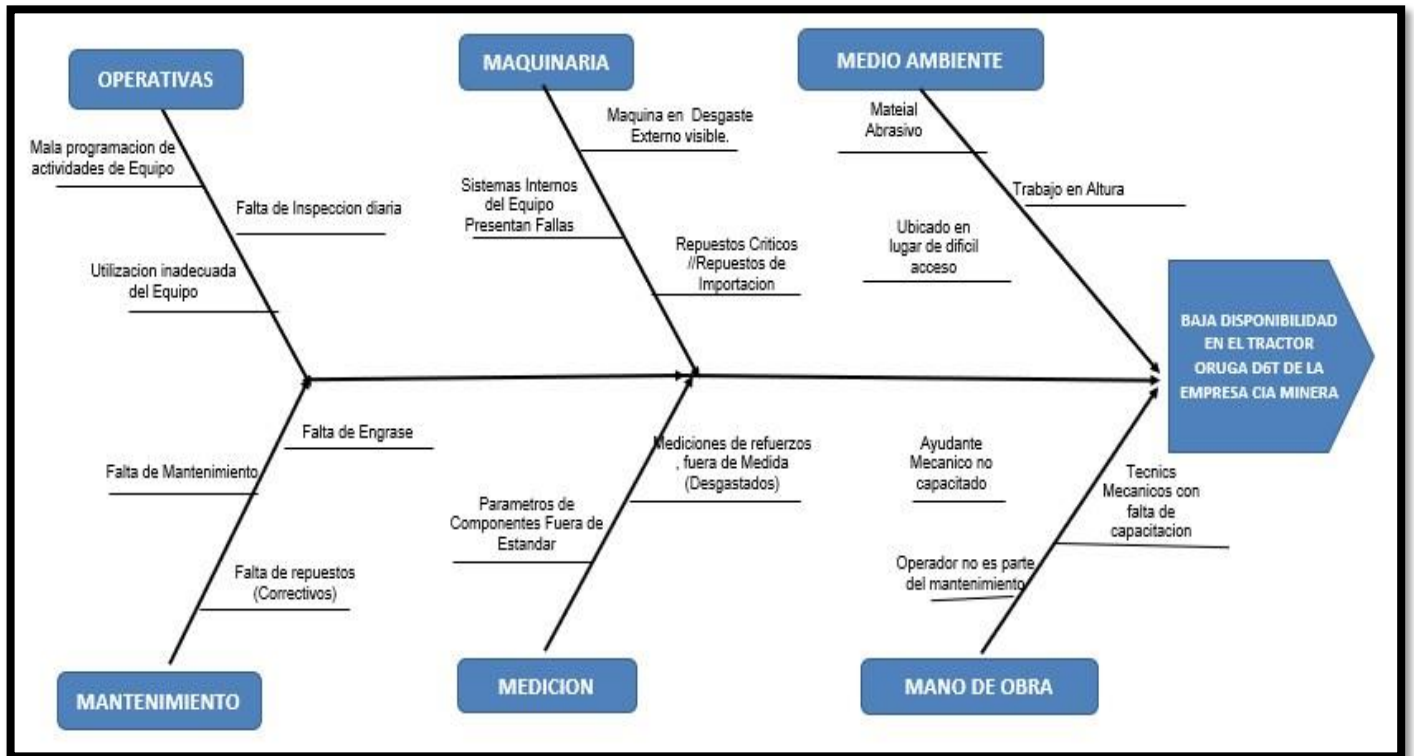 OPERATIVAS
Mala programacion de
actividades de Equipo
Falta de Inspeccion diaria
Utilizacion inadecuada
del Equipo
MAQUINARIA
Maquina en Desgaste
Externo visible.
Sistemas Internos
del Equipo
Presentan Fallas
Repuestos Criticos
//Repuestos de
Importacion
MEDIO AMBIENTE
Mateial
Abrasivo
Trabajo en Altura
Ubicado en
lugar de dificil
acceso
BAJA DISPONIBILIDAD
EN EL TRACTOR
ORUGA D6T DE LA
EMPRESA CIA MINERA
Falta de Engrase
Falta de Mantenimiento
Falta de repuestos
(Correctivos)
MANTENIMIENTO
Mediciones de refuerzos
, fuera de Medida
(Desgastados)
Parametros de
Componentes Fuera de
Estandar
MEDICION
Ayudante
Mecanico no
capacitado
Tecnics
Mecanicos con
falta de
capacitacion
Operador no es parte
del mantenimiento
MANO DE OBRA